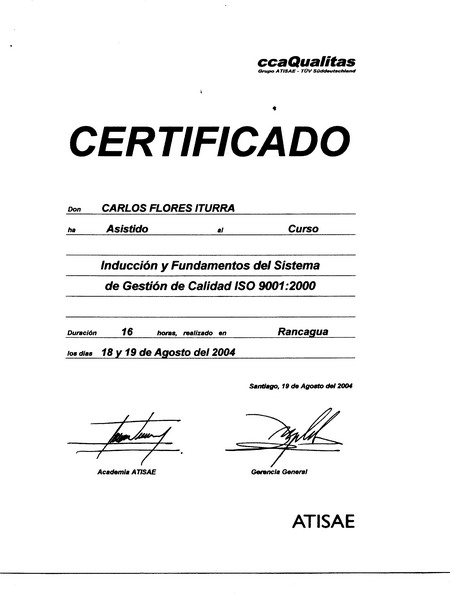 ccaQualitas
Grupo ATISAE - TÜV Süddeutschland
CERTIFICADO
Don CARLOS FLORES ITURRA
ha Asistido al Curso
Inducción y Fundamentos del Sistema
de Gestión de Calidad ISO 9001:2000
Duración 16 horas, realizado en Rancagua
los días 18 y 19 de Agosto del 2004
Santiago, 19 de Agosto del 2004
Academia ATISAE Gerencia General
ATISAE